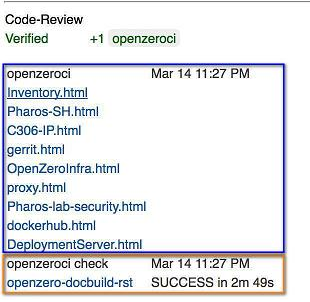 Code-Review
Verified +1 openzeroci
openzeroci Mar 14 11:27 PM
Inventory.html
Pharos-SH.html
C306-IP.html
gerrit.html
OpenZeroInfra.html
proxy.html
Pharos-lab-security.html
dockerhub.html
DeploymentServer.html
openzeroci check Mar 14 11:27 PM
openzero-docbuild-rst SUCCESS in 2m 49s